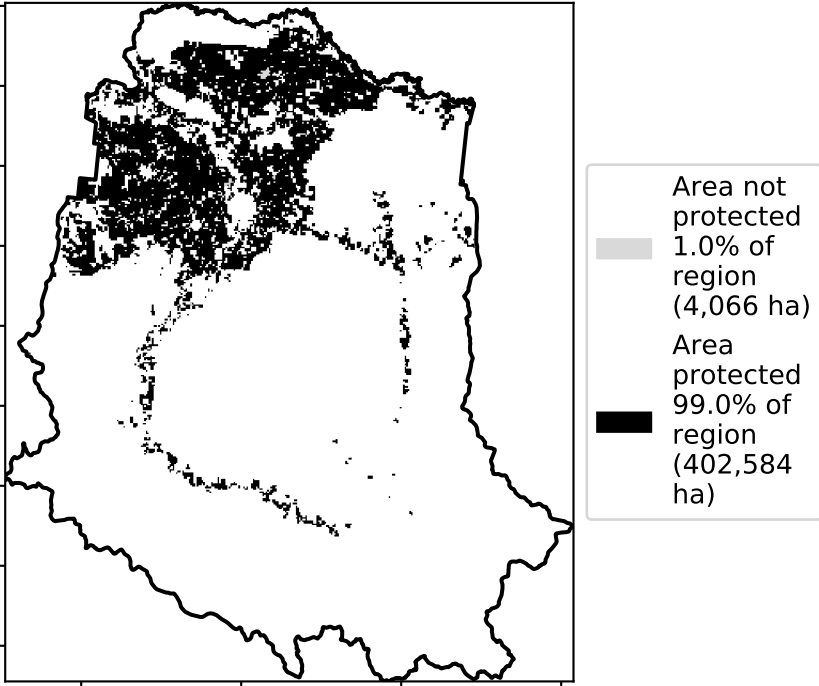 Area not
protected
1.0% of
region
(4,066 ha)
Area
protected
99.0% of
region
(402,584
ha)